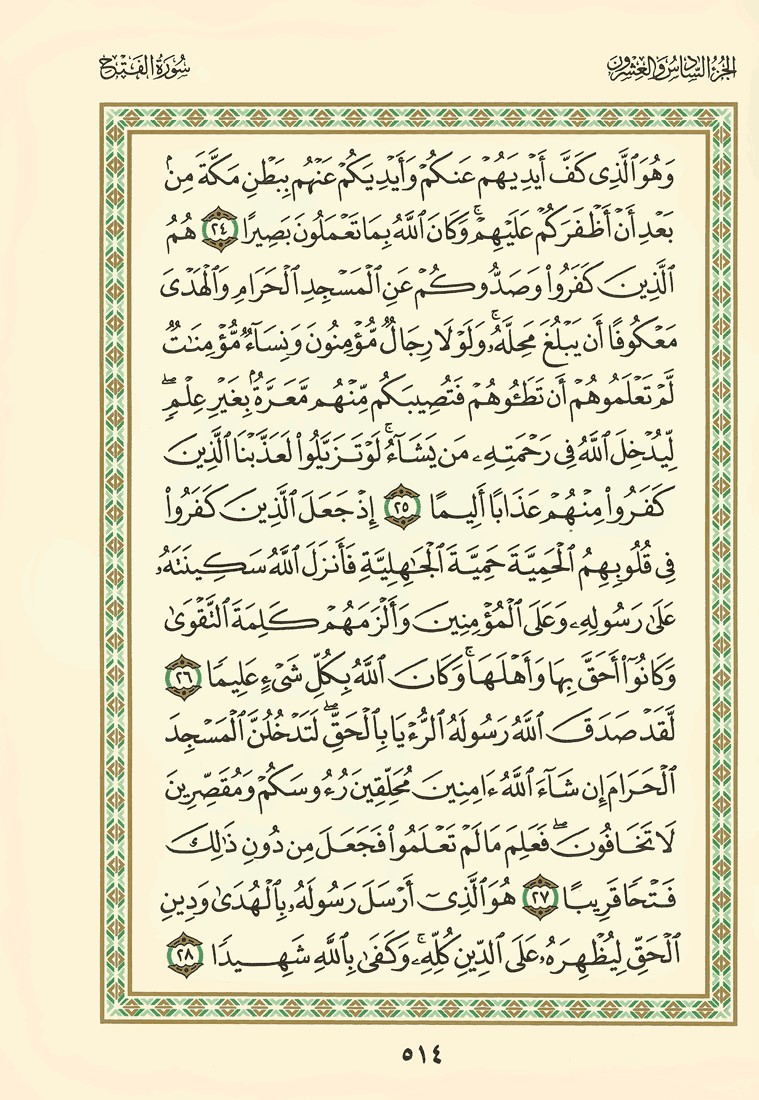 الجزء السادس والعشرون
سورة الفتح
وَهُوَ ٱلَّذِى كَفَّ أَيْدِيَهُمْ عَنكُمْ وَأَيْدِيَكُمْ عَنْهُم بِبَطْنِ مَكَّةَ مِنۢ
بَعْدِ أَنْ أَظْفَرَكُمْ عَلَيْهِمْ ۚ وَكَانَ ٱللَّهُ بِمَا تَعْمَلُونَ بَصِيرًا ٢٤ هُمُ
ٱلَّذِينَ كَفَرُوا۟ وَصَدُّوكُمْ عَنِ ٱلْمَسْجِدِ ٱلْحَرَامِ وَٱلْهَدْىَ
مَعْكُوفًا أَن يَبْلُغَ مَحِلَّهُۥ ۚ وَلَوْلَا رِجَالٌ مُّؤْمِنُونَ وَنِسَآءٌ مُّؤْمِنَـٰتٌ
لَّمْ تَعْلَمُوهُمْ أَن تَطَـُٔوهُمْ فَتُصِيبَكُم مِّنْهُم مَّعَرَّةٌۢ بِغَيْرِ عِلْمٍ ۖ
لِّيُدْخِلَ ٱللَّهُ فِى رَحْمَتِهِۦ مَن يَشَآءُ ۚ لَوْ تَزَيَّلُوا۟ لَعَذَّبْنَا ٱلَّذِينَ
كَفَرُوا۟ مِنْهُمْ عَذَابًا أَلِيمًا ٢٥ إِذْ جَعَلَ ٱلَّذِينَ كَفَرُوا۟
فِى قُلُوبِهِمُ ٱلْحَمِيَّةَ حَمِيَّةَ ٱلْجَـٰهِلِيَّةِ فَأَنزَلَ ٱللَّهُ سَكِينَتَهُۥ
عَلَىٰ رَسُولِهِۦ وَعَلَى ٱلْمُؤْمِنِينَ وَأَلْزَمَهُمْ كَلِمَةَ ٱلتَّقْوَىٰ
وَكَانُوٓا۟ أَحَقَّ بِهَا وَأَهْلَهَا ۚ وَكَانَ ٱللَّهُ بِكُلِّ شَىْءٍ عَلِيمًا ٢٦
لَّقَدْ صَدَقَ ٱللَّهُ رَسُولَهُ ٱلرُّءْيَا بِٱلْحَقِّ ۖ لَتَدْخُلُنَّ ٱلْمَسْجِدَ
ٱلْحَرَامَ إِن شَآءَ ٱللَّهُ ءَامِنِينَ مُحَلِّقِينَ رُءُوسَكُمْ وَمُقَصِّرِينَ
لَا تَخَافُونَ ۖ فَعَلِمَ مَا لَمْ تَعْلَمُوا۟ فَجَعَلَ مِن دُونِ ذَٰلِكَ
فَتْحًا قَرِيبًا ٢٧ هُوَ ٱلَّذِىٓ أَرْسَلَ رَسُولَهُۥ بِٱلْهُدَىٰ وَدِينِ
ٱلْحَقِّ لِيُظْهِرَهُۥ عَلَى ٱلدِّينِ كُلِّهِۦ ۚ وَكَفَىٰ بِٱللَّهِ شَهِيدًا ٢٨
٥١٤